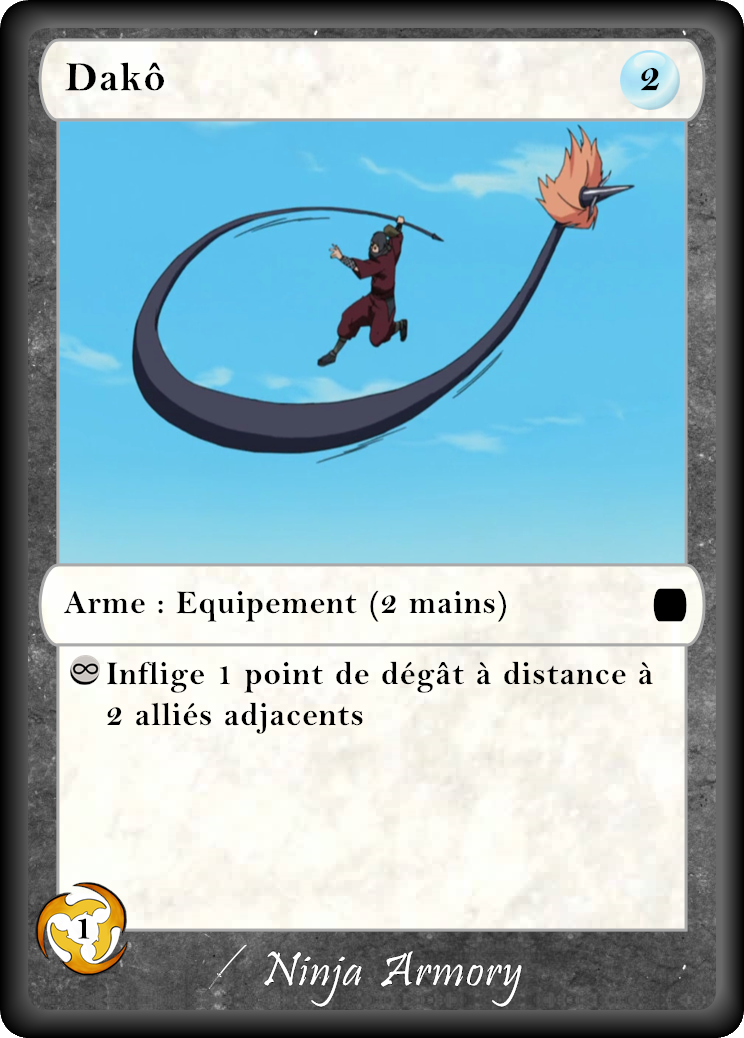 Dakô
2
Arme : Equipement (2 mains)
∞ Inflige 1 point de dégât à distance à
2 alliés adjacents
1
Ninja Armory